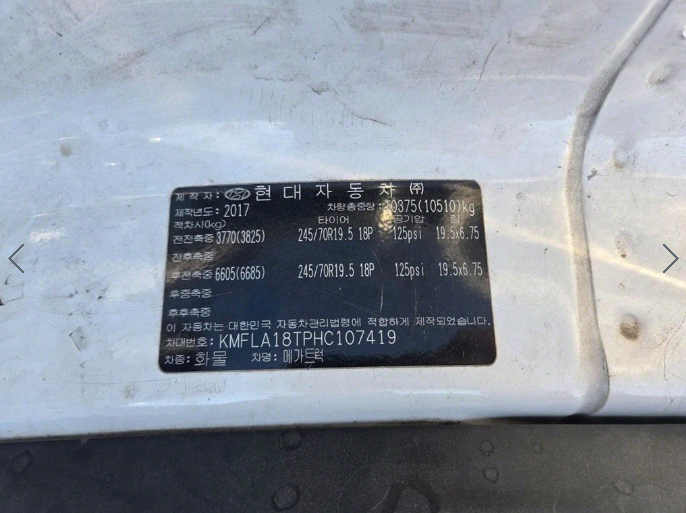 제작자: 현대자동차㈜
제작년도: 2017 차량총중량: 10375(10510)kg
적차시(kg) 타이어 공기압 림
전전축중 3770(3825) 245/70R19.5 18P 125psi 19.5x6.75
전후축중
후전축중 6605(6685) 245/70R19.5 18P 125psi 19.5x6.75
후중축중
후후축중
이 자동차는 대한민국 자동차관리법령에 적합하게 제작되었습니다.
차대번호: KMFLA18TPHC107419
차종: 화물 차명: 메가트럭